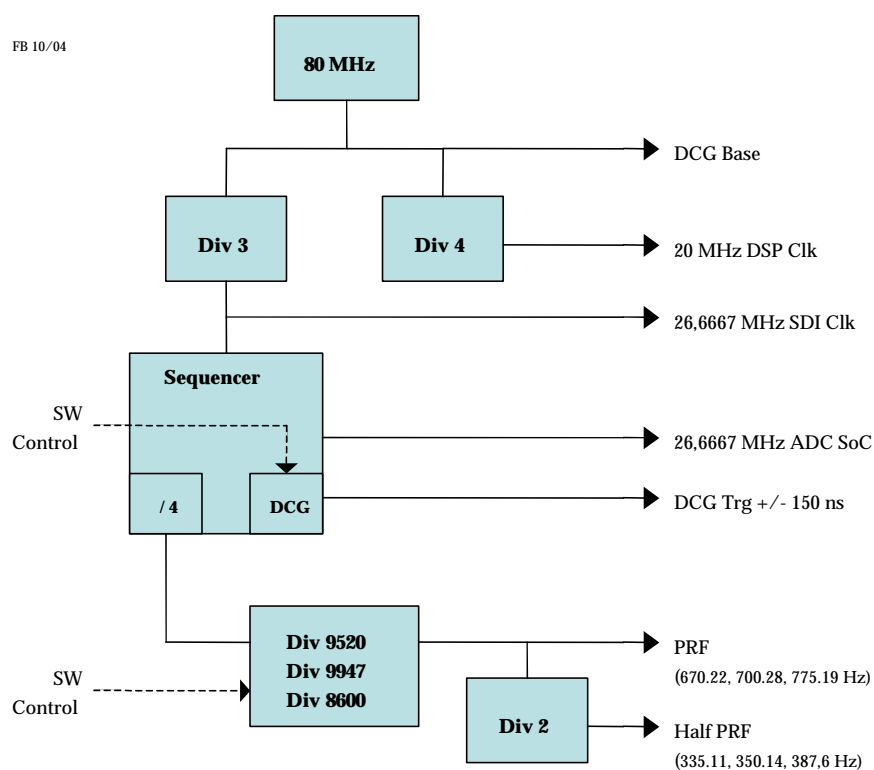 FB 10/04
80 MHz
DCG Base
Div 3
Div 4
20 MHz DSP Clk
26,6667 MHz SDI Clk
Sequencer
SW
Control
26,6667 MHz ADC SoC
/ 4
DCG
DCG Trg +/- 150 ns
Div 9520
Div 9947
Div 8600
PRF
(670.22, 700.28, 775.19 Hz)
SW
Control
Div 2
Half PRF
(335.11, 350.14, 387,6 Hz)